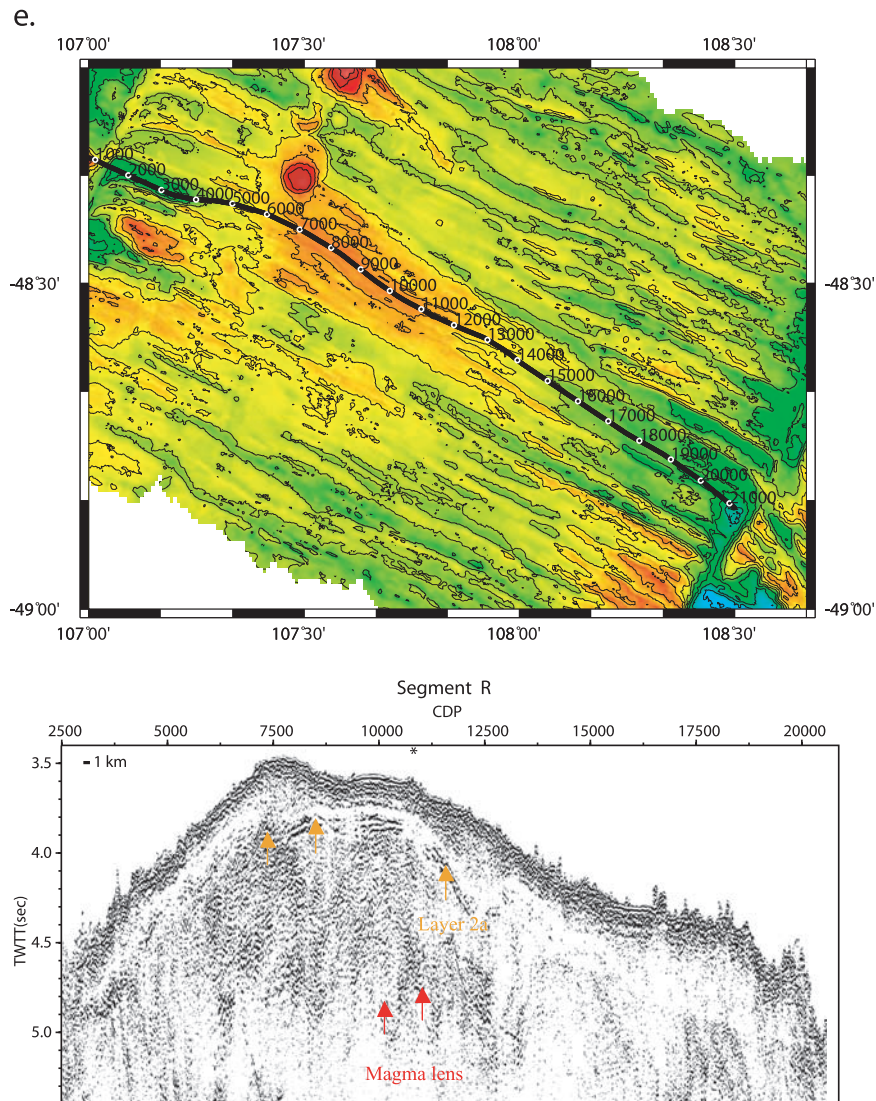 e.
107°00' 107°30' 108°00' 108°30'
1000
2000
3000
4000
5000
6000
7000
8000
9000
-48°30' 10000 -48°30'
11000
12000
13000
14000
15000
16000
17000
18000
19000
20000
21000
-49°00' -49°00'
107°00' 107°30' 108°00' 108°30'
Segment R
CDP
2500 5000 7500 10000 12500 15000 17500 20000
*
3.5 1 km
4.0
Layer 2a
4.5
TWTT(sec)
5.0
Magma lens